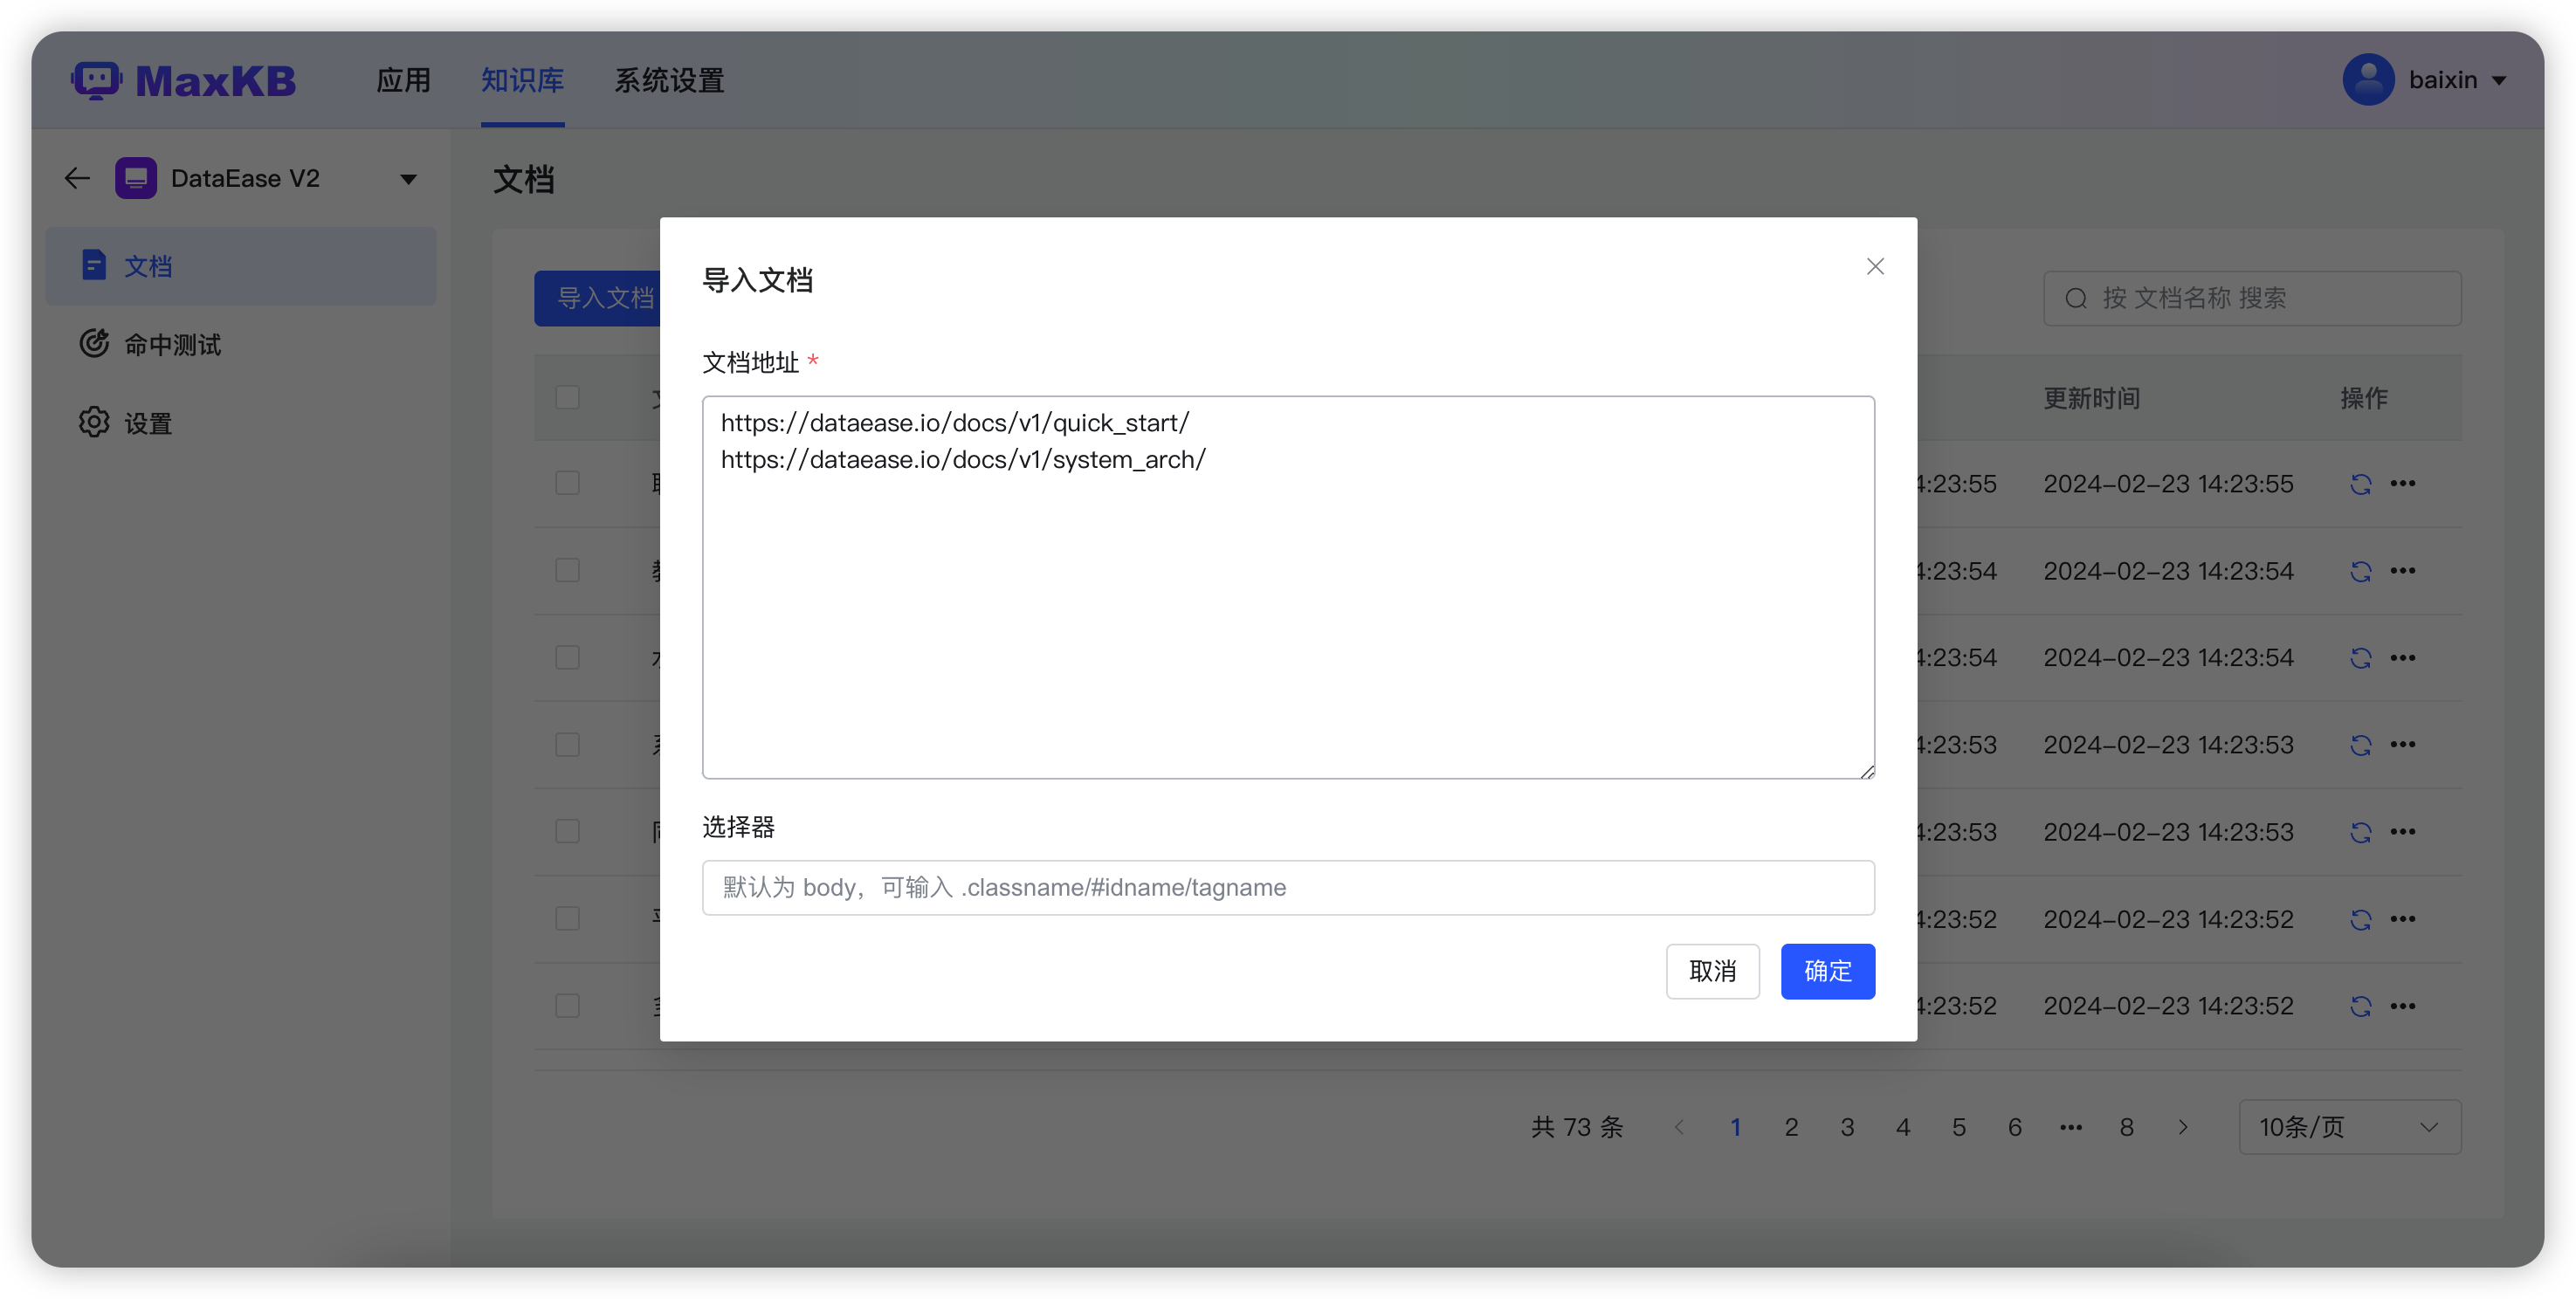 MaxKB
应用
知识库
系统设置
baixin
DataEase V2
文档
文档
导入文档
命中测试
设置
导入文档
按 文档名称 搜索
文档地址 *
https://dataease.io/docs/v1/quick_start/
https://dataease.io/docs/v1/system_arch/
更新时间
操作
4:23:55 2024-02-23 14:23:55
4:23:54 2024-02-23 14:23:54
4:23:54 2024-02-23 14:23:54
4:23:53 2024-02-23 14:23:53
4:23:53 2024-02-23 14:23:53
4:23:52 2024-02-23 14:23:52
4:23:52 2024-02-23 14:23:52
选择器
默认为 body，可输入 .classname/#idname/tagname
取消
确定
共 73 条
1 2 3 4 5 6 ••• 8
10条/页